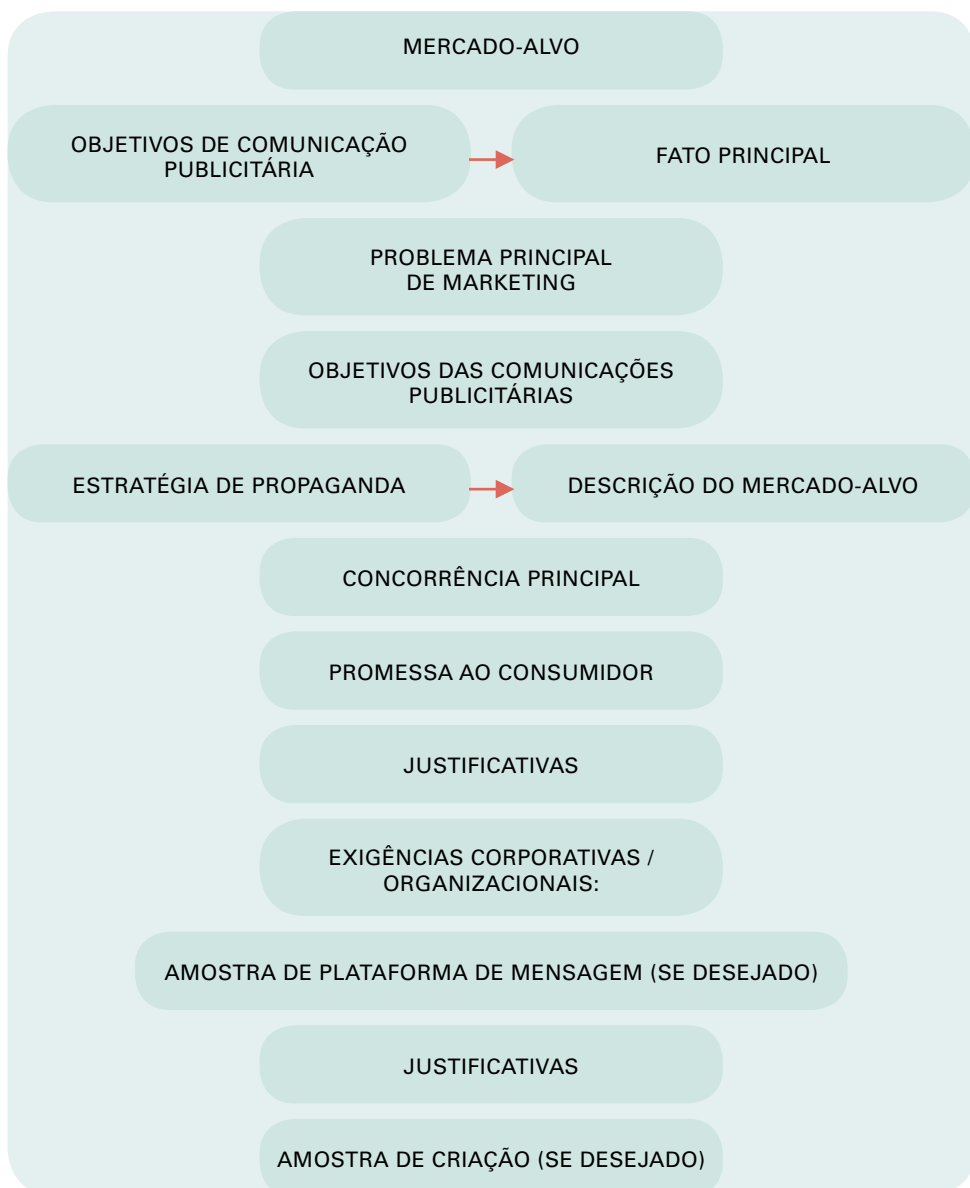 MERCADO-ALVO
OBJETIVOS DE COMUNICAÇÃO
PUBLICITÁRIA
FATO PRINCIPAL
PROBLEMA PRINCIPAL
DE MARKETING
OBJETIVOS DAS COMUNICAÇÕES
PUBLICITÁRIAS
ESTRATÉGIA DE PROPAGANDA
DESCRIÇÃO DO MERCADO-ALVO
CONCORRÊNCIA PRINCIPAL
PROMESSA AO CONSUMIDOR
JUSTIFICATIVAS
EXIGÊNCIAS CORPORATIVAS /
ORGANIZACIONAIS:
AMOSTRA DE PLATAFORMA DE MENSAGEM (SE DESEJADO)
JUSTIFICATIVAS
AMOSTRA DE CRIAÇÃO (SE DESEJADO)